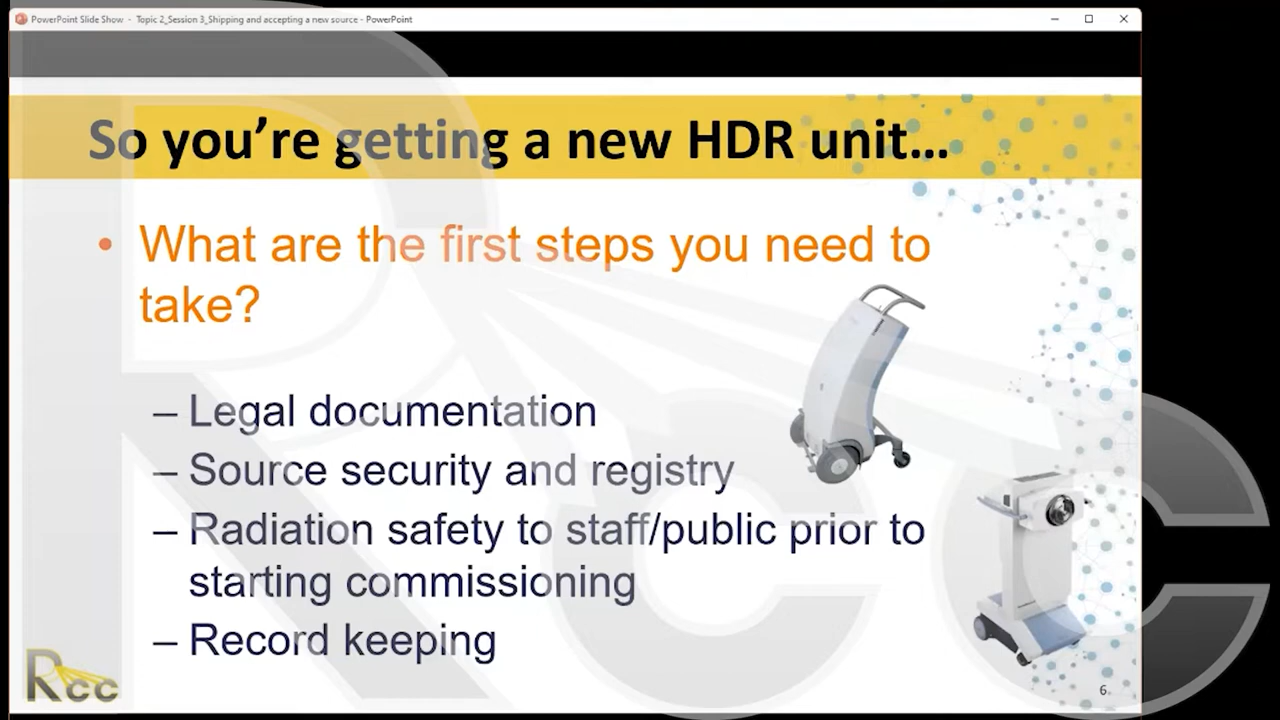 PowerPoint Slide Show - Topic 2_Session 3_Shipping and accepting a new source - PowerPoint
So you're getting a new HDR unit...
• What are the first steps you need to
take?
– Legal documentation
– Source security and registry
– Radiation safety to staff/public prior to
starting commissioning
– Record keeping
Rcc
6
Rcc